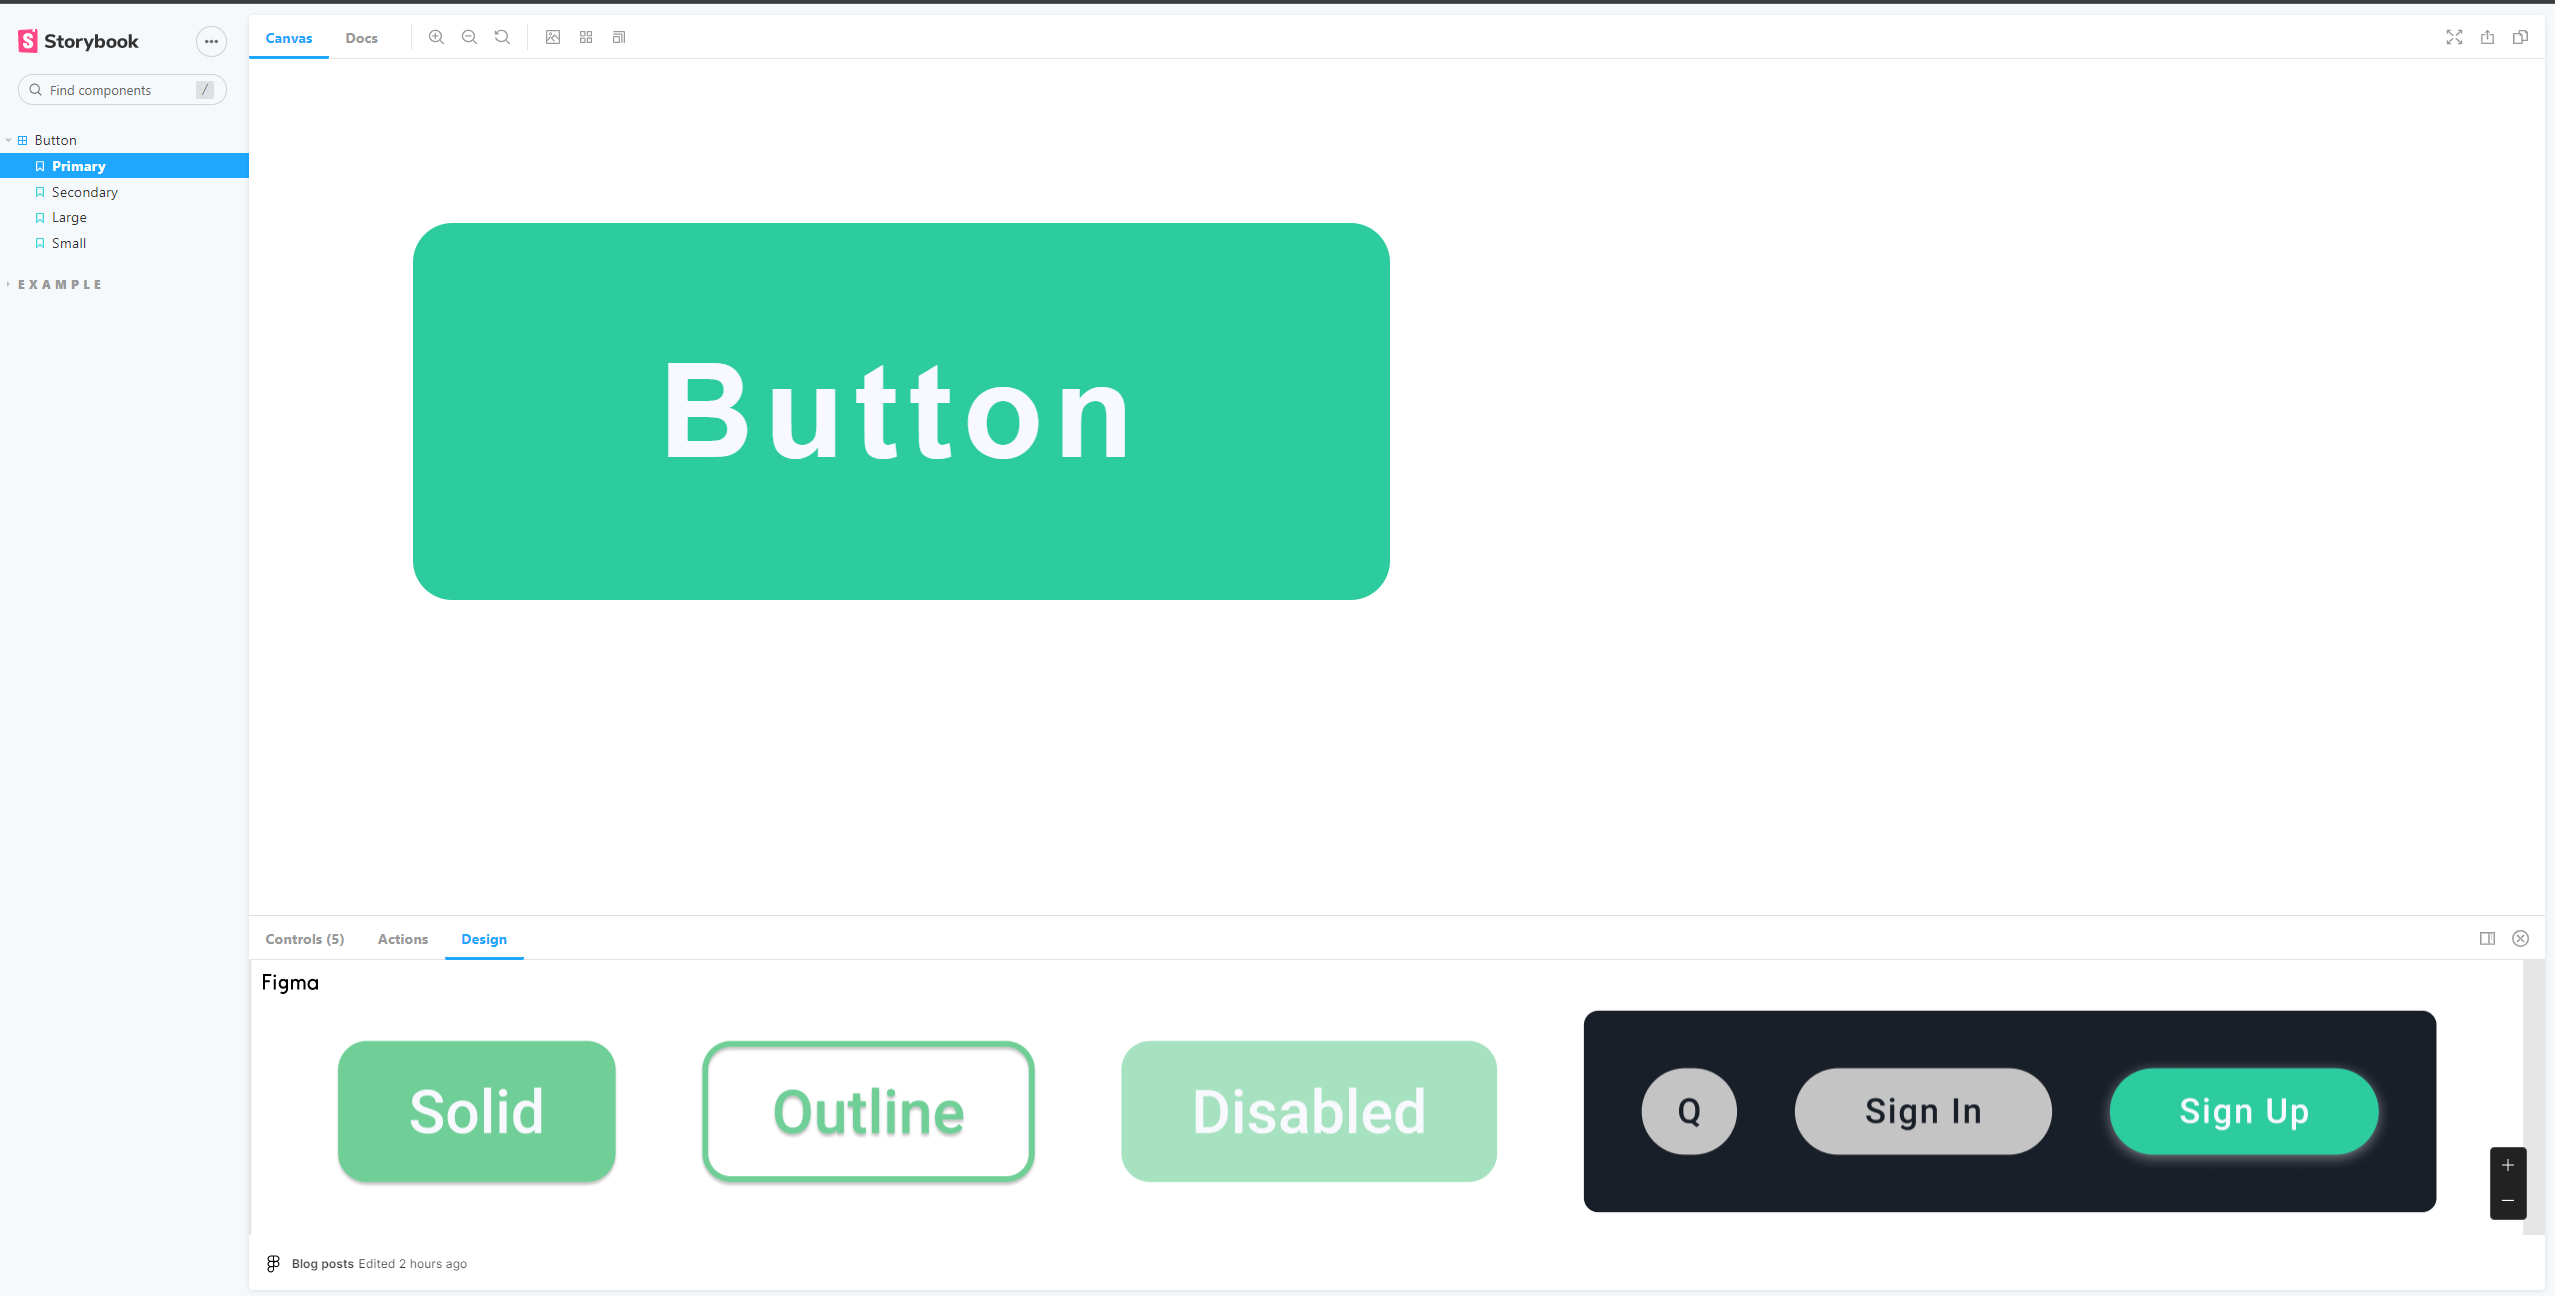 Storybook
Find components /
Button
Primary
Secondary
Large
Small
EXAMPLE
Canvas Docs
Button
Controls (5) Actions Design
Figma
Solid Outline Disabled Q Sign In Sign Up
Blog posts Edited 2 hours ago